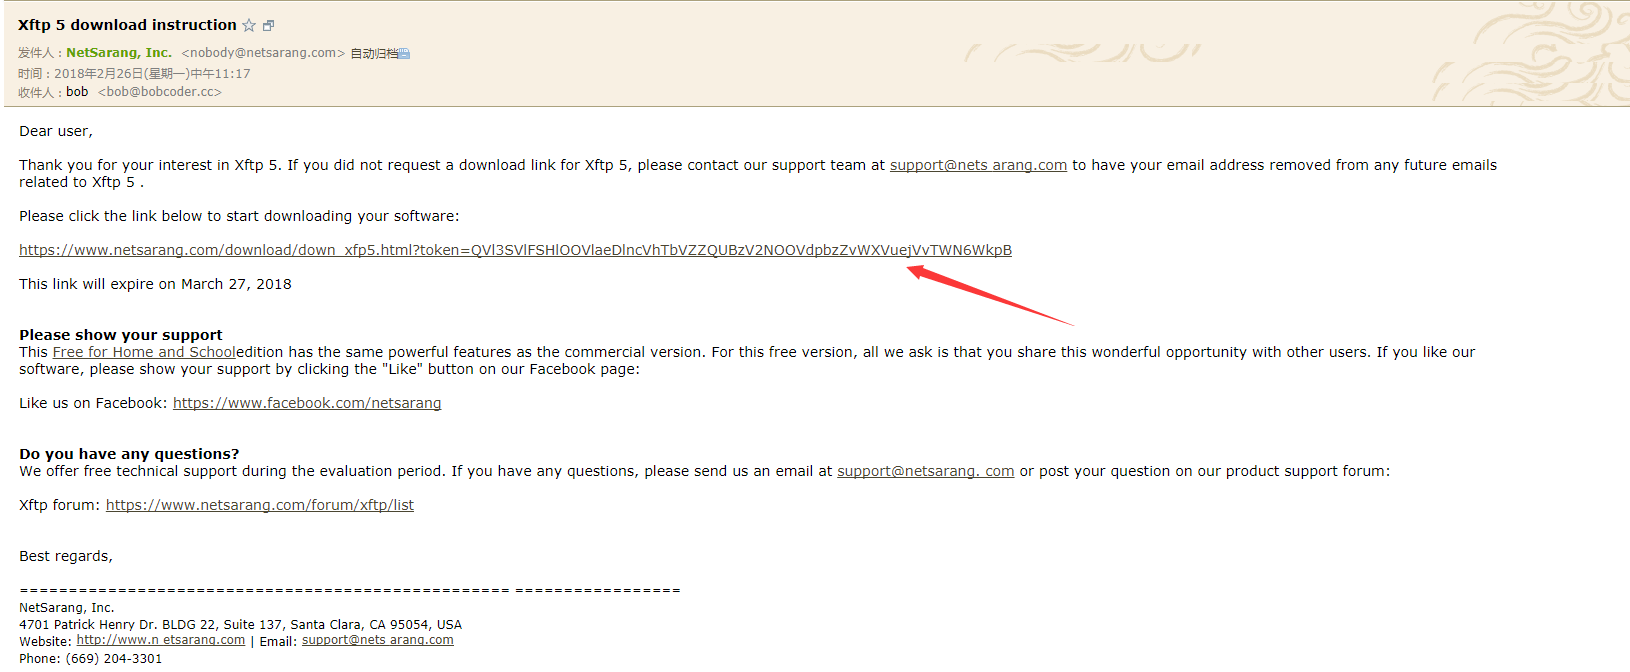 Xftp 5 download instruction
发件人：NetSarang, Inc. <nobody@netsarang.com> 自动归档
时间：2018年2月26日(星期一)中午11:17
收件人：bob <bob@bobcoder.cc>
Dear user,
Thank you for your interest in Xftp 5. If you did not request a download link for Xftp 5, please contact our support team at support@nets arang.com to have your email address removed from any future emails
related to Xftp 5 .
Please click the link below to start downloading your software:
https://www.netsarang.com/download/down_xfp5.html?token=QVl3SVlFSHlOOVlaeDlncVhTbVZZQUBzV2NOOVdpbzZvWXVuejVvTWN6WkpB
This link will expire on March 27, 2018
Please show your support
This Free for Home and Schooledition has the same powerful features as the commercial version. For this free version, all we ask is that you share this wonderful opportunity with other users. If you like our
software, please show your support by clicking the "Like" button on our Facebook page:
Like us on Facebook: https://www.facebook.com/netsarang
Do you have any questions?
We offer free technical support during the evaluation period. If you have any questions, please send us an email at support@netsarang. com or post your question on our product support forum:
Xftp forum: https://www.netsarang.com/forum/xftp/list
Best regards,
================================================== =================
NetSarang, Inc.
4701 Patrick Henry Dr. BLDG 22, Suite 137, Santa Clara, CA 95054, USA
Website: http://www.n etsarang.com | Email: support@nets arang.com
Phone: (669) 204-3301